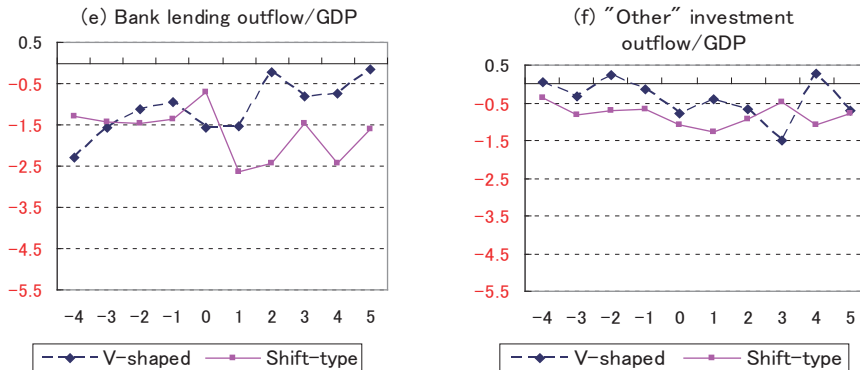 (e) Bank lending outflow/GDP
0.5
-0.5
-1.5
-2.5
-3.5
-4.5
-5.5
-4 -3 -2 -1 0 1 2 3 4 5
V-shaped Shift-type
(f) "Other" investment
outflow/GDP
0.5
-0.5
-1.5
-2.5
-3.5
-4.5
-5.5
-4 -3 -2 -1 0 1 2 3 4 5
V-shaped Shift-type